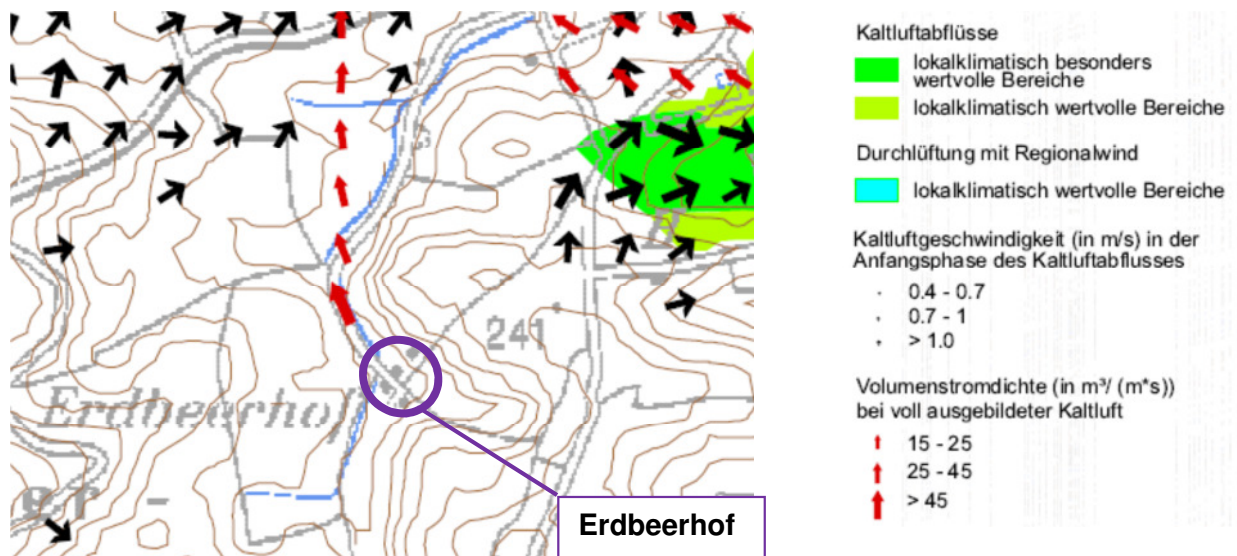 241
Erdbeerhof
Erdbeerhof
Kaltluftabflüsse
lokalklimatisch besonders
wertvolle Bereiche
lokalklimatisch wertvolle Bereiche
Durchlüftung mit Regionalwind
lokalklimatisch wertvolle Bereiche
Kaltluftgeschwindigkeit (in m/s) in der
Anfangsphase des Kaltluftabflusses
0.4 - 0.7
0.7 - 1
> 1.0
Volumenstromdichte (in m³/ (m*s))
bei voll ausgebildeter Kaltluft
15 - 25
25 - 45
> 45